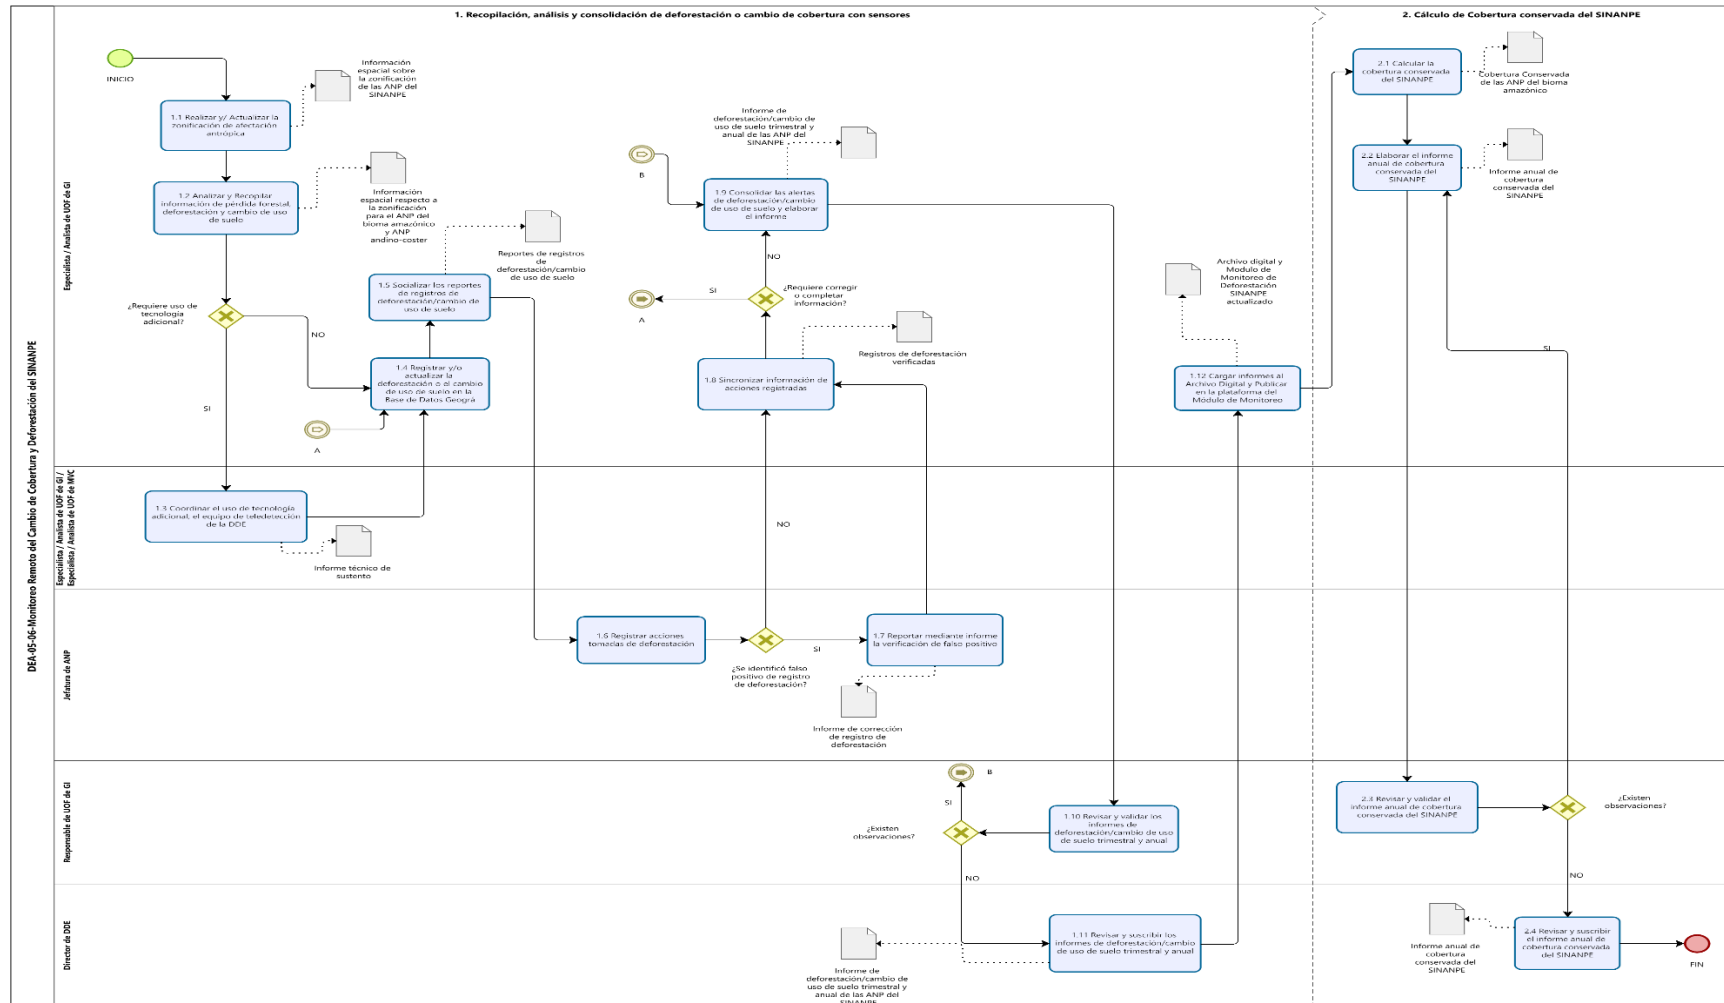 DEA-05-06-Monitoreo Remoto del Cambio de Cobertura y Deforestación del SINANPE
1. Recopilación, análisis y consolidación de deforestación o cambio de cobertura con sensores
2. Cálculo de Cobertura conservada del SINANPE
Especialista / Analista de UOF de GI
INICIO
1.1 Realizar y/ Actualizar la
zonificación de afectación
antrópica
Información
espacial sobre
la zonificación
de las ANP del
SINANPE
1.2 Analizar y Recopilar
información de pérdida forestal,
deforestación y cambio de uso
de suelo
Información
espacial respecto a
la zonificación
para el ANP del
bioma amazónico
y ANP
andino-coster
¿Requiere uso de
tecnología
adicional?
NO
SI
1.4 Registrar y/o
actualizar la
deforestación o el cambio
de uso de suelo en la
Base de Datos Geográ
A
1.5 Socializar los reportes
de registros de
deforestación/cambio de
uso de suelo
Reportes de registros
de
deforestación/cambio
de uso de suelo
B
1.9 Consolidar las alertas
de deforestación/cambio
de uso de suelo y elaborar
el informe
Informe de
deforestación/cambio de
uso de suelo trimestral y
anual de las ANP del
SINANPE
NO
¿Requiere corregir
o completar
información?
SI
A
1.8 Sincronizar información de
acciones registradas
Registros de deforestación
verificadas
NO
Archivo digital y
Modulo de
Monitoreo de
Deforestación
SINANPE
actualizado
1.12 Cargar informes al
Archivo Digital y Publicar
en la plataforma del
Módulo de Monitoreo
2.1 Calcular la
cobertura conservada
del SINANPE
Cobertura Conservada
de las ANP del bioma
amazónico
2.2 Elaborar el informe
anual de cobertura
conservada del
SINANPE
Informe anual de
cobertura
conservada del
SINANPE
SI
Especialista / Analista de UOF de GI /
Especialista / Analista de UOF de MVC
1.3 Coordinar el uso de tecnología
adicional, el equipo de teledetección
de la DDE
Informe técnico de
sustento
Jefatura de ANP
1.6 Registrar acciones
tomadas de deforestación
¿Se identificó falso
positivo de registro
de deforestación?
SI
1.7 Reportar mediante informe
la verificación de falso positivo
Informe de corrección
de registro de
deforestación
Responsable de UOF de GI
B
SI
¿Existen
observaciones?
NO
1.10 Revisar y validar los
informes de
deforestación/cambio de uso
de suelo trimestral y anual
2.3 Revisar y validar el
informe anual de cobertura
conservada del SINANPE
¿Existen
observaciones?
NO
Director de DDE
Informe de
deforestación/cambio de
uso de suelo trimestral y
anual de las ANP del
SINANPE
1.11 Revisar y suscribir los
informes de deforestación/cambio
de uso de suelo trimestral y anual
Informe anual de
cobertura
conservada del
SINANPE
2.4 Revisar y suscribir
el informe anual de
cobertura conservada
del SINANPE
FIN